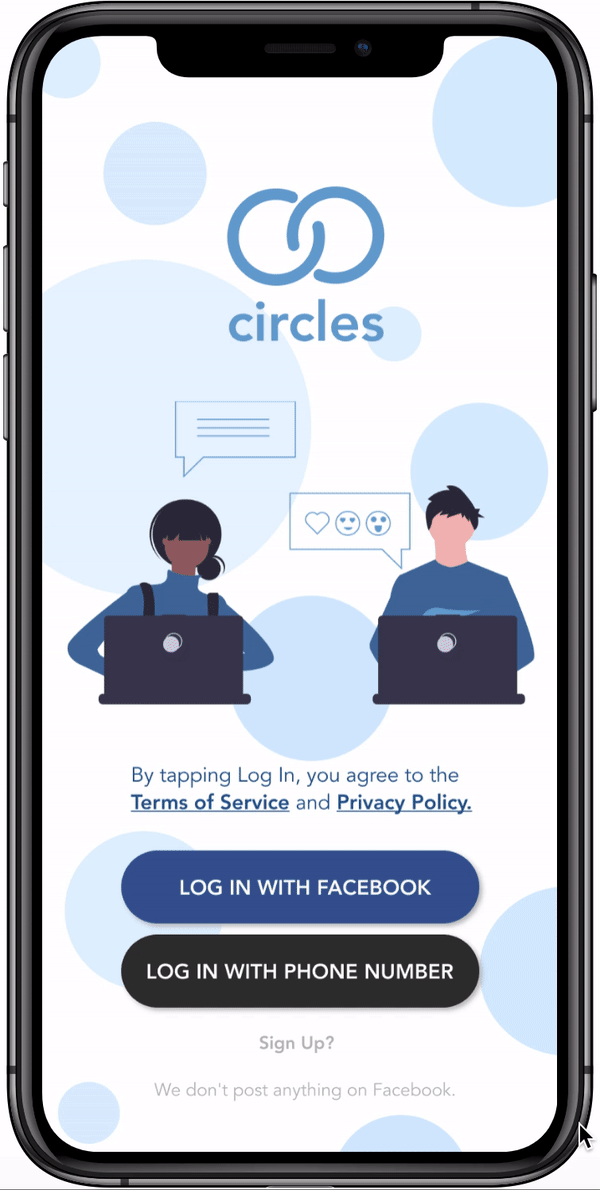 circles
By tapping Log In, you agree to the
Terms of Service and Privacy Policy.
LOG IN WITH FACEBOOK
LOG IN WITH PHONE NUMBER
Sign Up?
We don't post anything on Facebook.